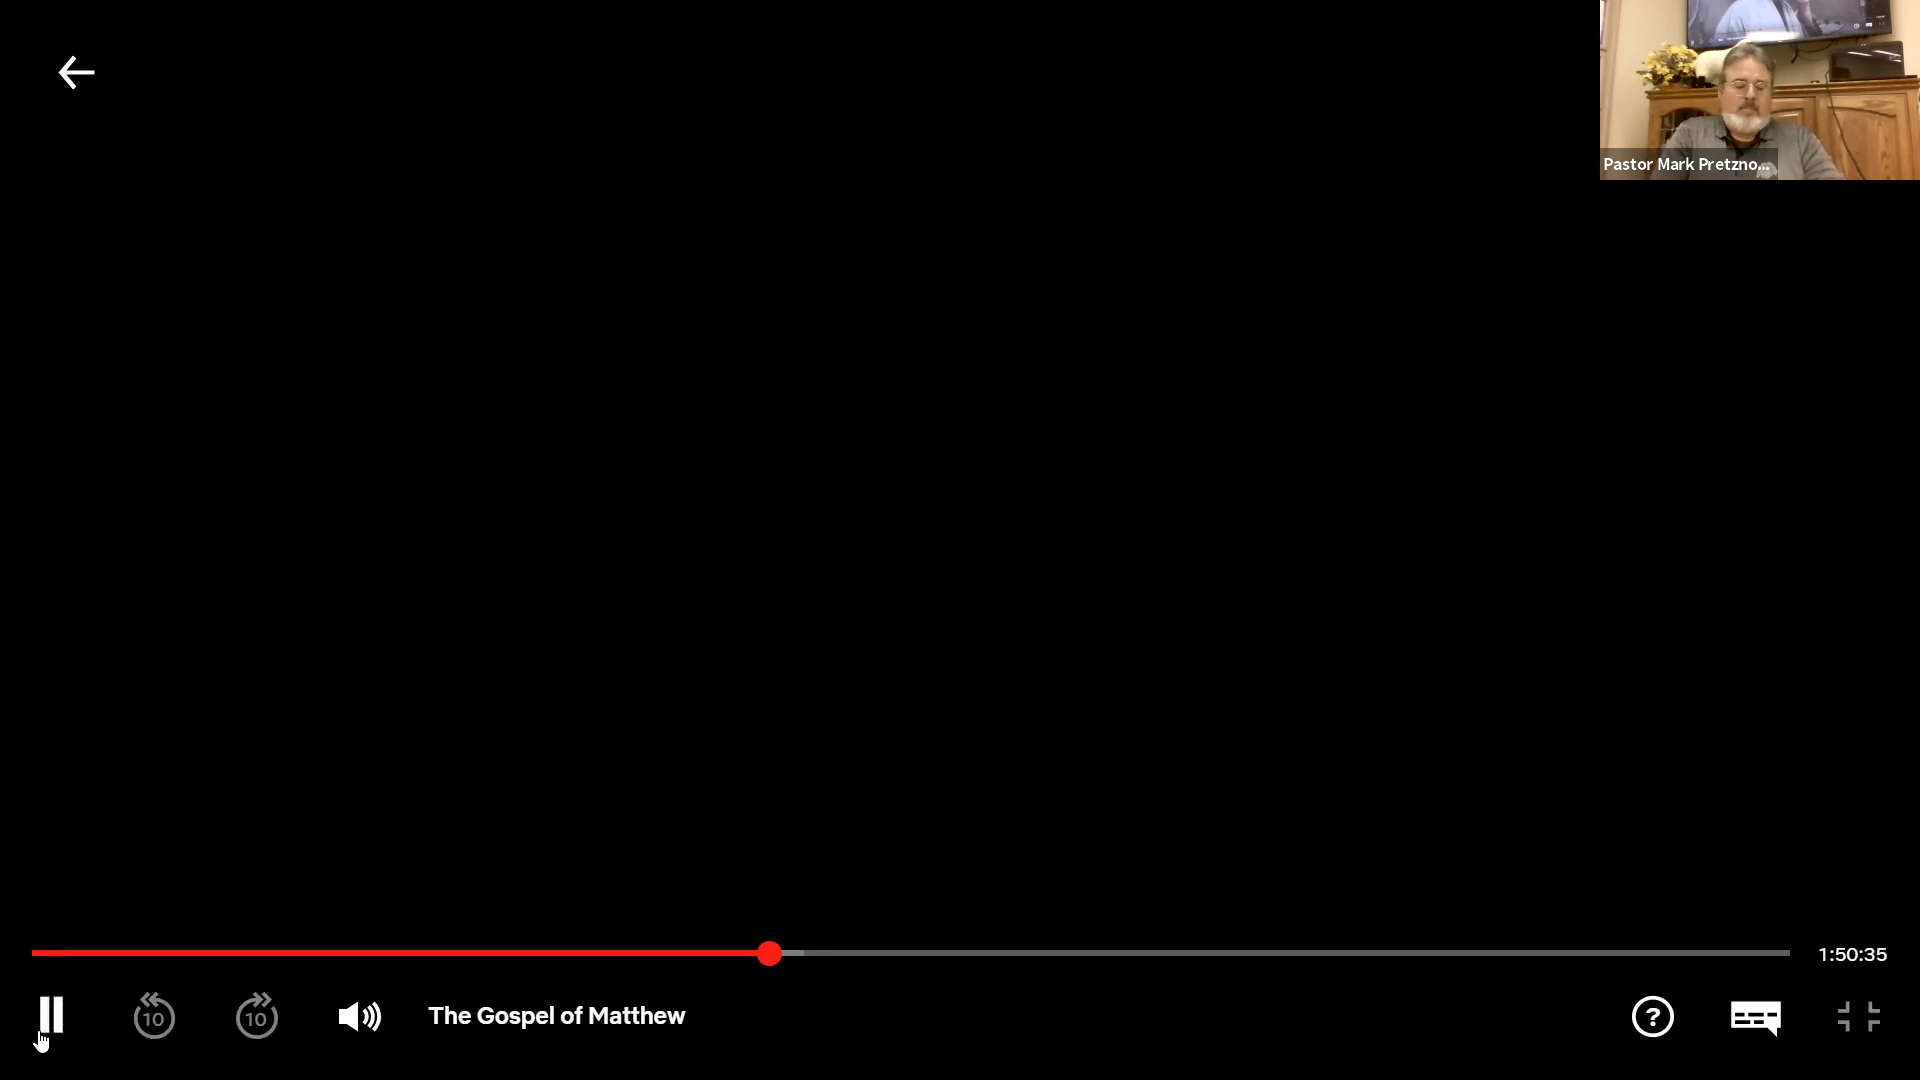 Pastor Mark Pretzno...
1:50:35
10
10
The Gospel of Matthew
?